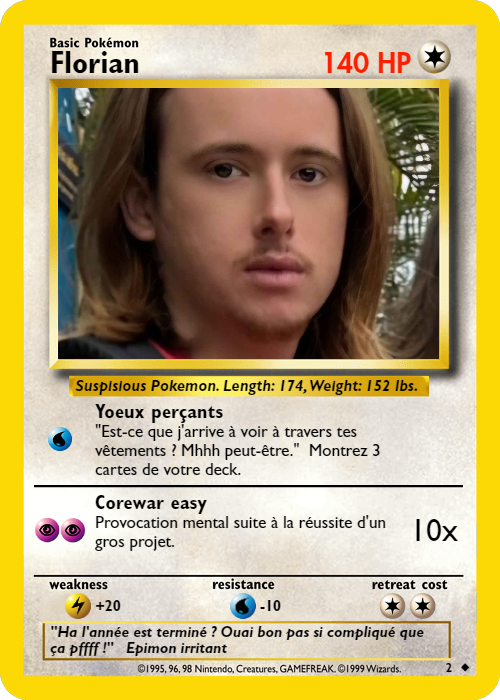 Basic Pokémon
Florian
140 HP
Suspisious Pokemon. Length: 174, Weight: 152 lbs.
Yoeux perçants
"Est-ce que j'arrive à voir à travers tes
vêtements ? Mhhh peut-être." Montrez 3
cartes de votre deck.
Corewar easy
Provocation mental suite à la réussite d'un
gros projet.
10x
weakness
resistance
retreat cost
+20
-10
"Ha l'année est terminé ? Ouai bon pas si compliqué que
ça pffff !" Epimon irritant
©1995, 96, 98 Nintendo, Creatures, GAMEFREAK. ©1999 Wizards.
2 ◆